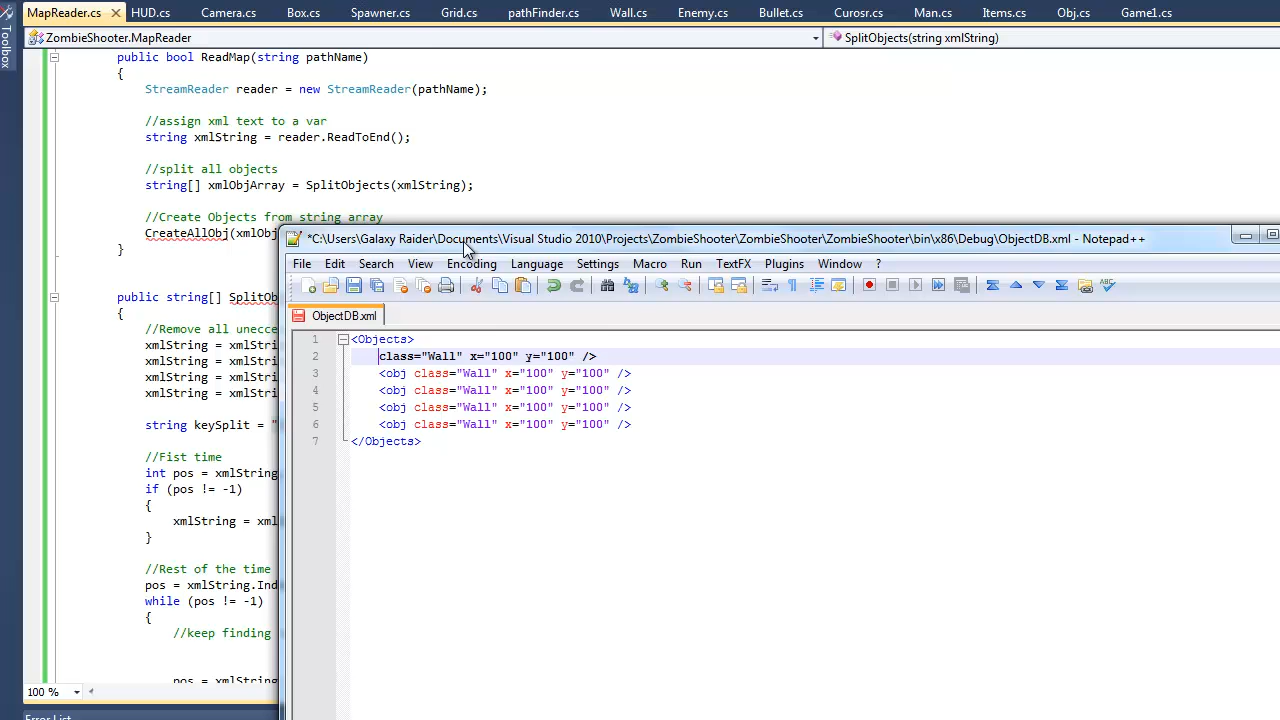 MapReader.cs HUD.cs Camera.cs Box.cs Spawner.cs Grid.cs pathFinder.cs Wall.cs Enemy.cs Bullet.cs Curosr.cs Man.cs Items.cs Obj.cs Game1.cs
Toolbox
ZombieShooter.MapReader SplitObjects(string xmlString)
public bool ReadMap(string pathName)
{
StreamReader reader = new StreamReader(pathName);
//assign xml text to a var
string xmlString = reader.ReadToEnd();
//split all objects
string[] xmlObjArray = SplitObjects(xmlString);
//Create Objects from string array
CreateAllObj(xmlObj
}
public string[] SplitOb
{
//Remove all unecce
xmlString = xmlStri
xmlString = xmlStri
xmlString = xmlStri
xmlString = xmlStri
string keySplit = "
//Fist time
int pos = xmlString
if (pos != -1)
{
xmlString = xml
}
//Rest of the time
pos = xmlString.Ind
while (pos != -1)
{
//keep finding
pos = xmlString
100 %
Error List
*C:\Users\Galaxy Raider\Documents\Visual Studio 2010\Projects\ZombieShooter\ZombieShooter\ZombieShooter\bin\x86\Debug\ObjectDB.xml - Notepad++
File Edit Search View Encoding Language Settings Macro Run TextFX Plugins Window ?
ObjectDB.xml
1 <Objects>
2 class="Wall" x="100" y="100" />
3 <obj class="Wall" x="100" y="100" />
4 <obj class="Wall" x="100" y="100" />
5 <obj class="Wall" x="100" y="100" />
6 <obj class="Wall" x="100" y="100" />
7 </Objects>